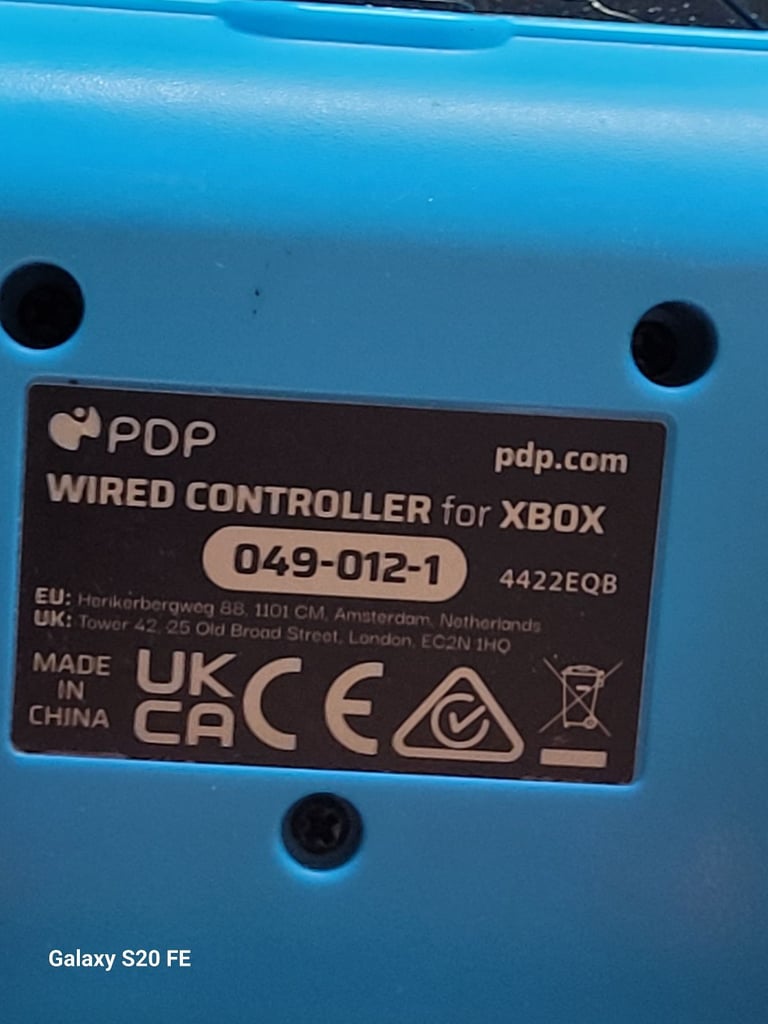 PDP
pdp.com
WIRED CONTROLLER for XBOX
049-012-1
4422EQB
EU: Herikerbergweg 88, 1101 CM, Amsterdam, Netherlands
UK: Tower 42, 25 Old Broad Street, London, EC2N 1HQ
MADE
IN
CHINA
UK
CA
CE
Galaxy S20 FE